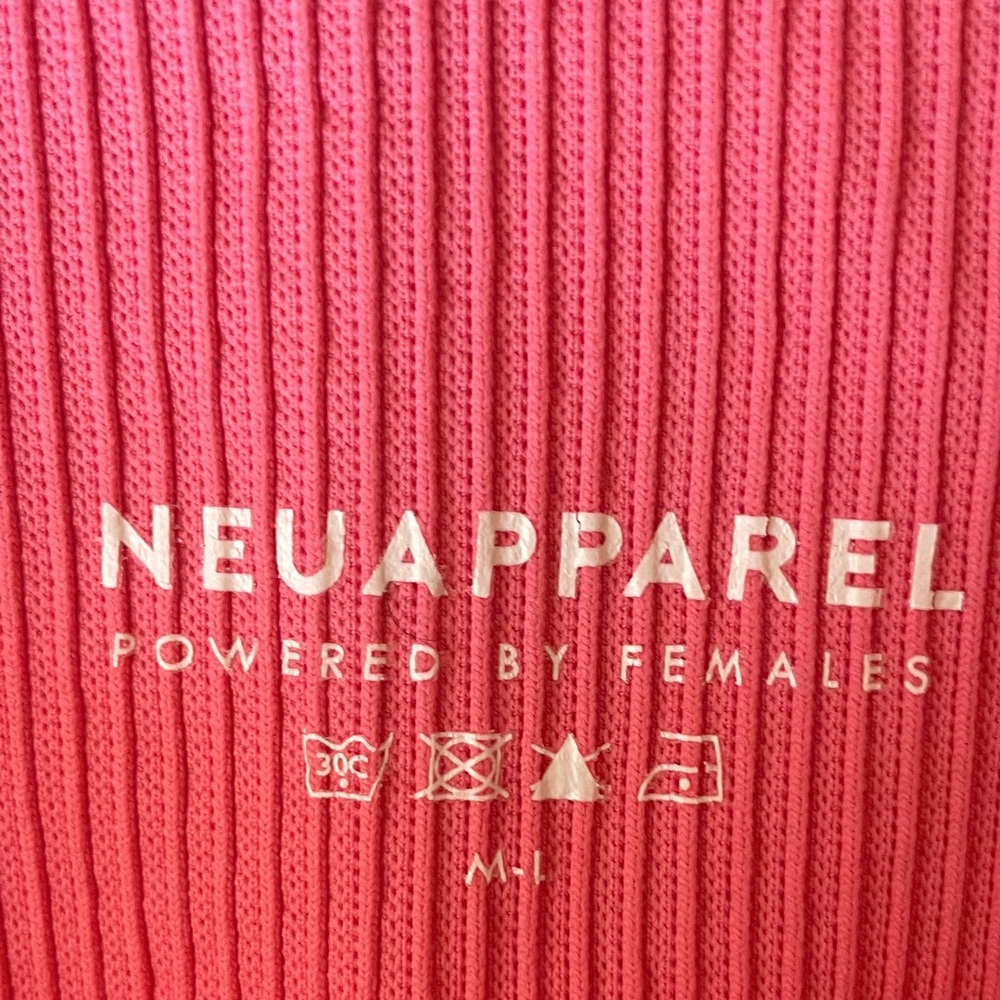 NEUAPPAREL
POWERED BY FEMALES
30C
M-L